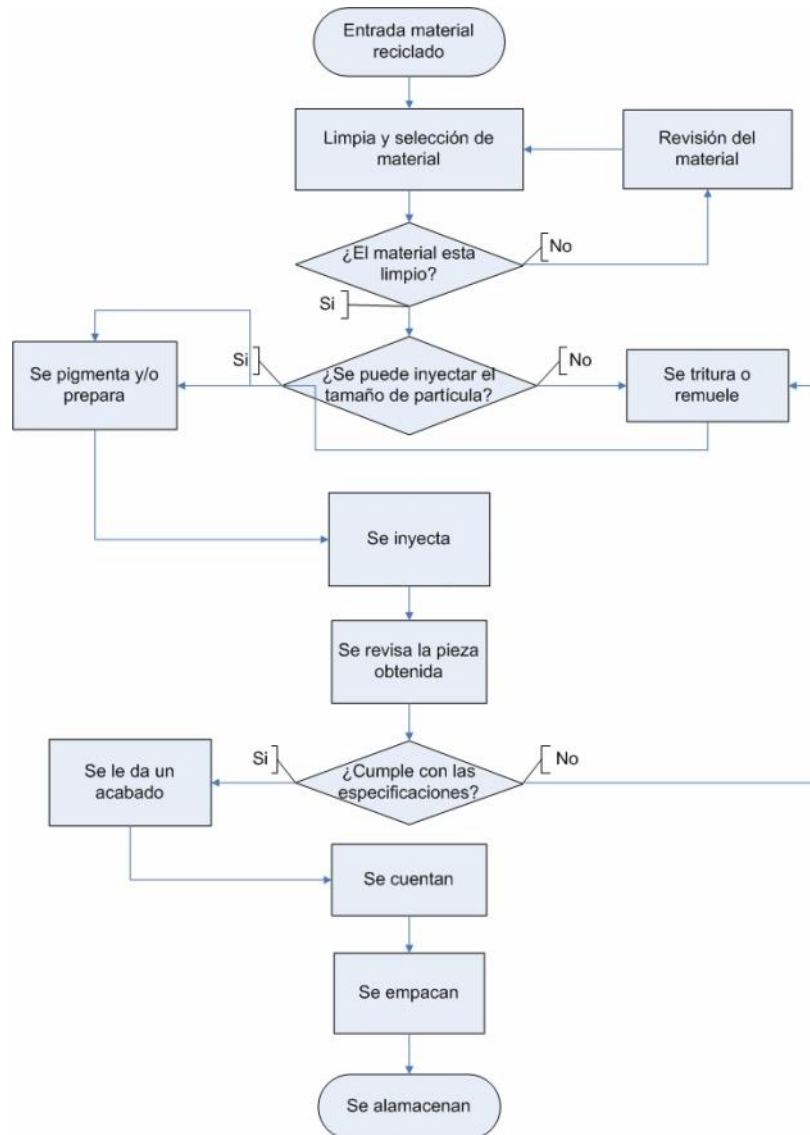 Entrada material
reciclado
Limpia y selección de
material
Revisión del
material
¿El material esta
limpio?
No
Si
Se pigmenta y/o
prepara
Si
¿Se puede inyectar el
tamaño de partícula?
No
Se tritura o
remuele
Se inyecta
Se revisa la pieza
obtenida
Se le da un
acabado
Si
¿Cumple con las
especificaciones?
No
Se cuentan
Se empacan
Se alamacenan